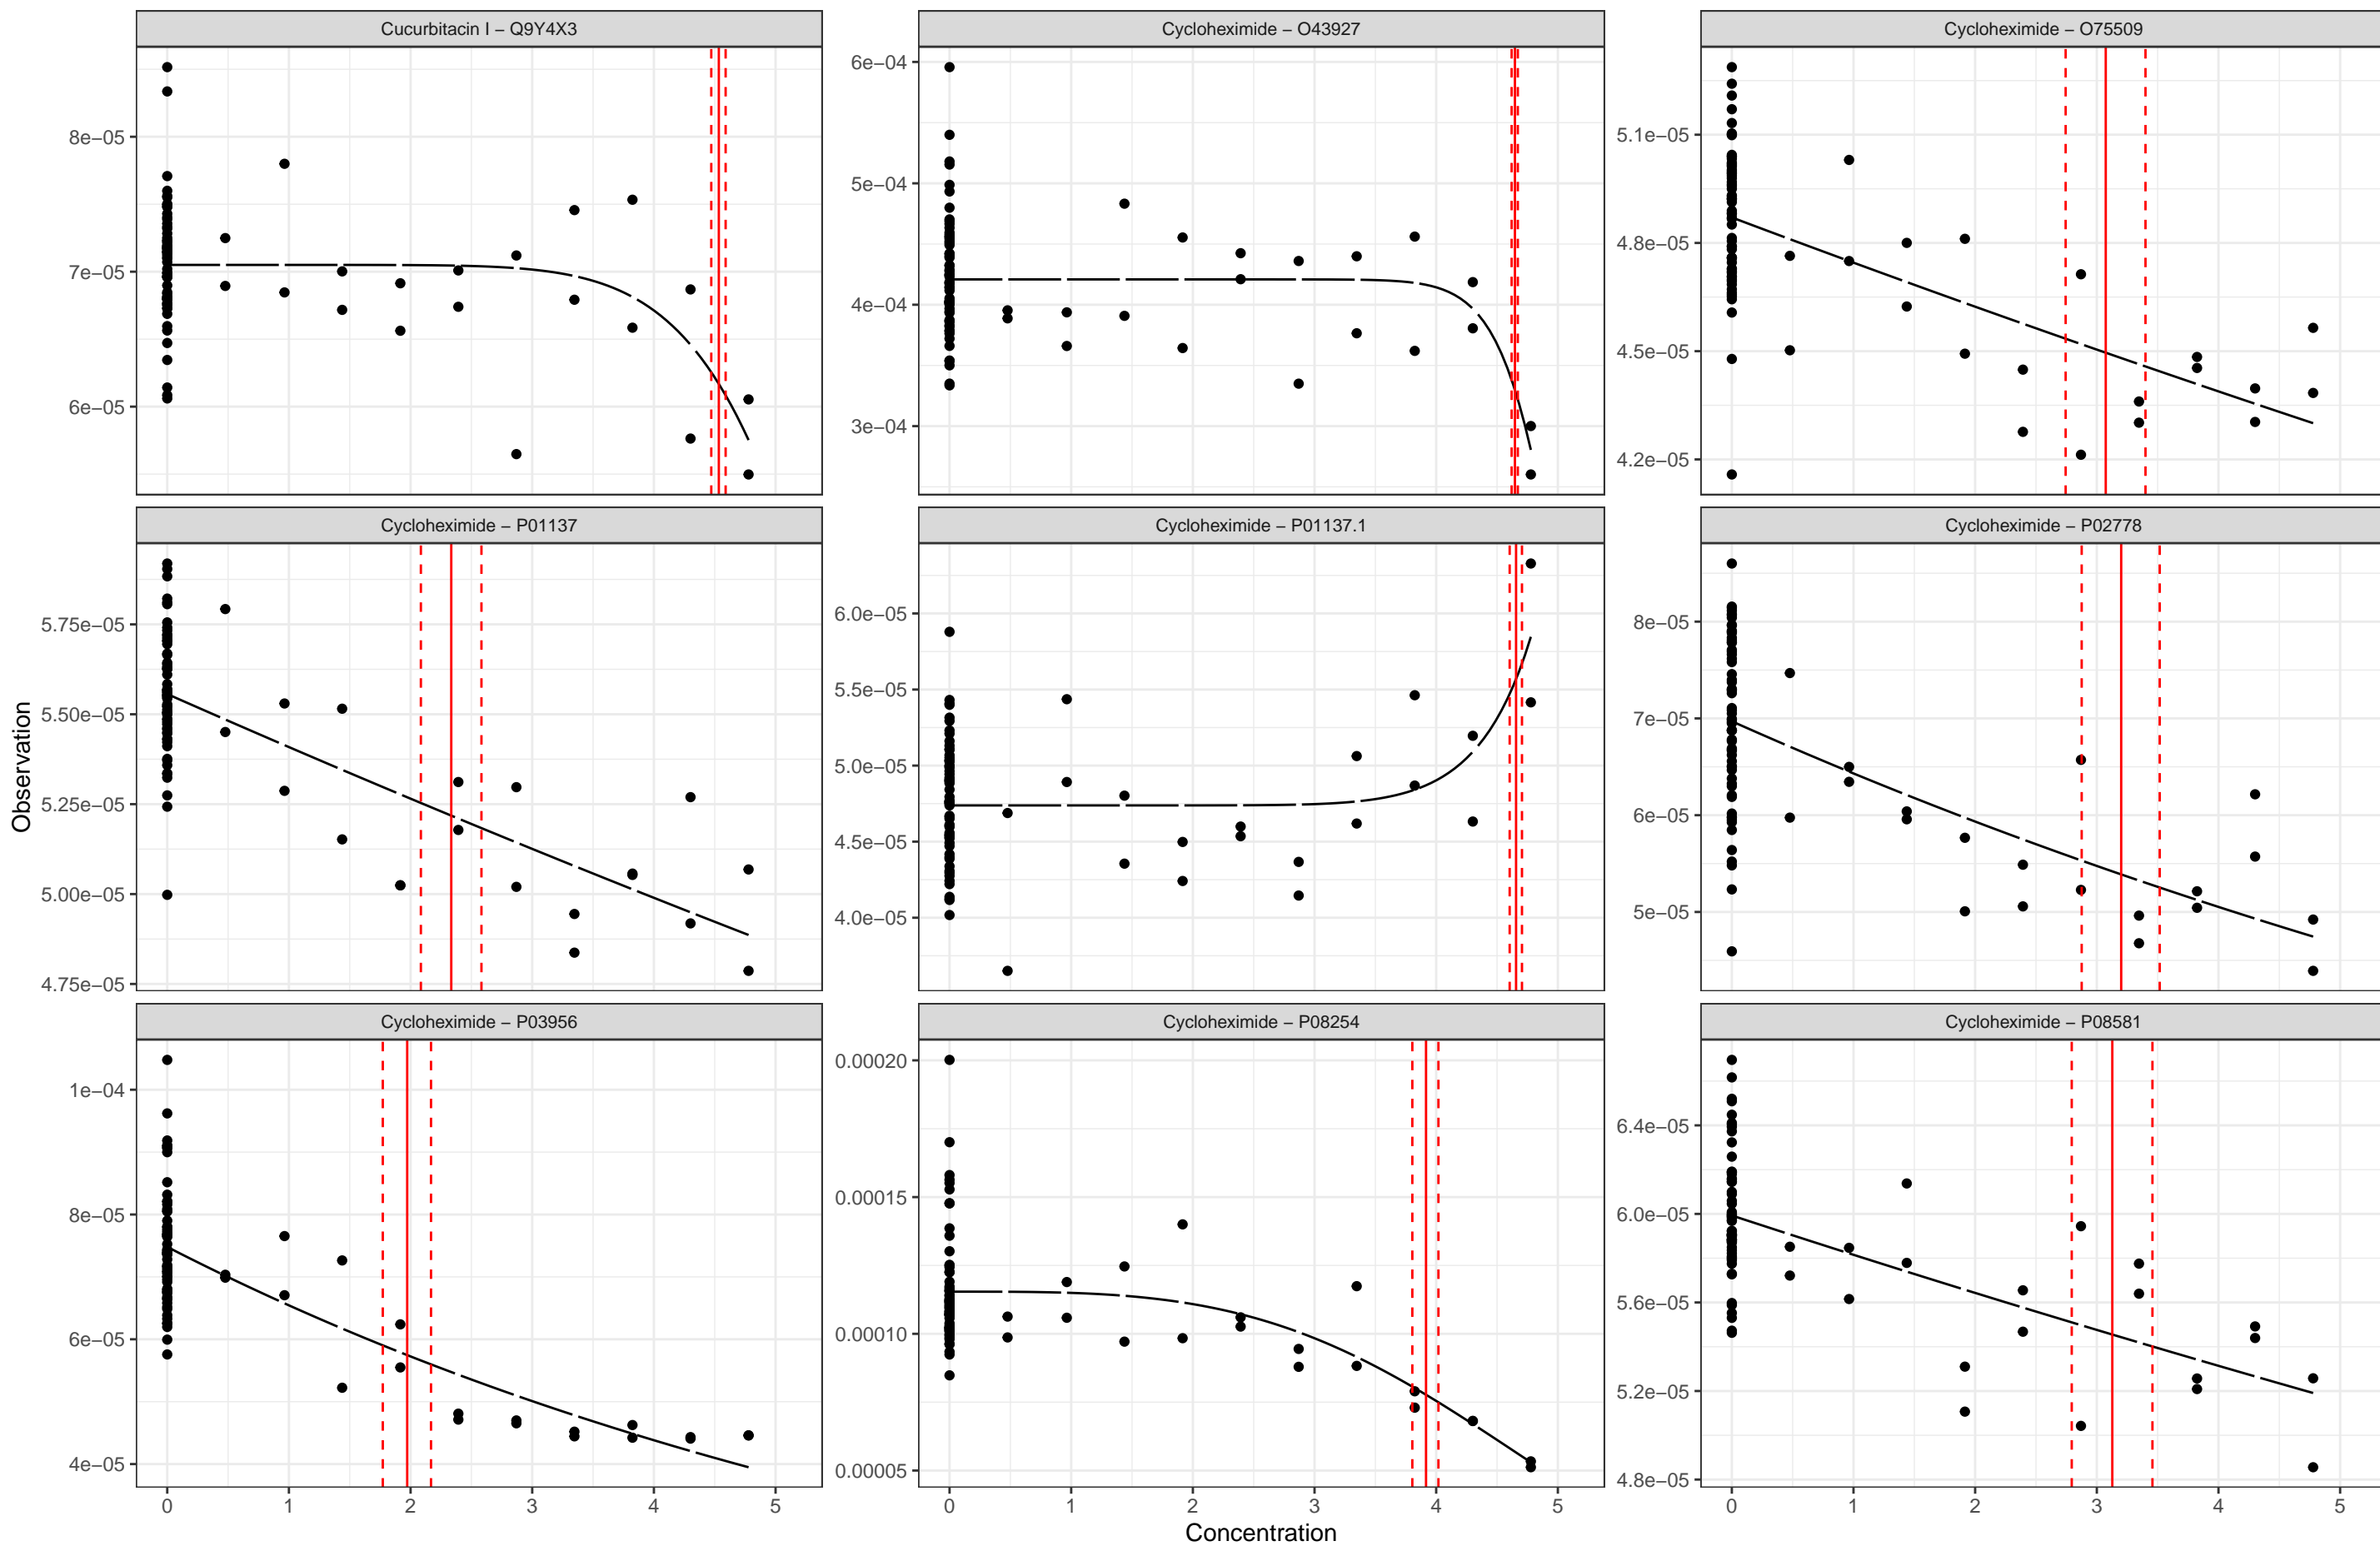 Cucurbitacin I – Q9Y4X3
Cycloheximide – O43927
Cycloheximide – O75509
8e−05
7e−05
6e−05
6e−04
5e−04
4e−04
3e−04
5.1e−05
4.8e−05
4.5e−05
4.2e−05
Cycloheximide – P01137
Cycloheximide – P01137.1
Cycloheximide – P02778
Observation
5.75e−05
5.50e−05
5.25e−05
5.00e−05
4.75e−05
6.0e−05
5.5e−05
5.0e−05
4.5e−05
4.0e−05
8e−05
7e−05
6e−05
5e−05
Cycloheximide – P03956
Cycloheximide – P08254
Cycloheximide – P08581
1e−04
8e−05
6e−05
4e−05
0.00020
0.00015
0.00010
0.00005
6.4e−05
6.0e−05
5.6e−05
5.2e−05
4.8e−05
0 1 2 3 4 5
0 1 2 3 4 5
0 1 2 3 4 5
Concentration